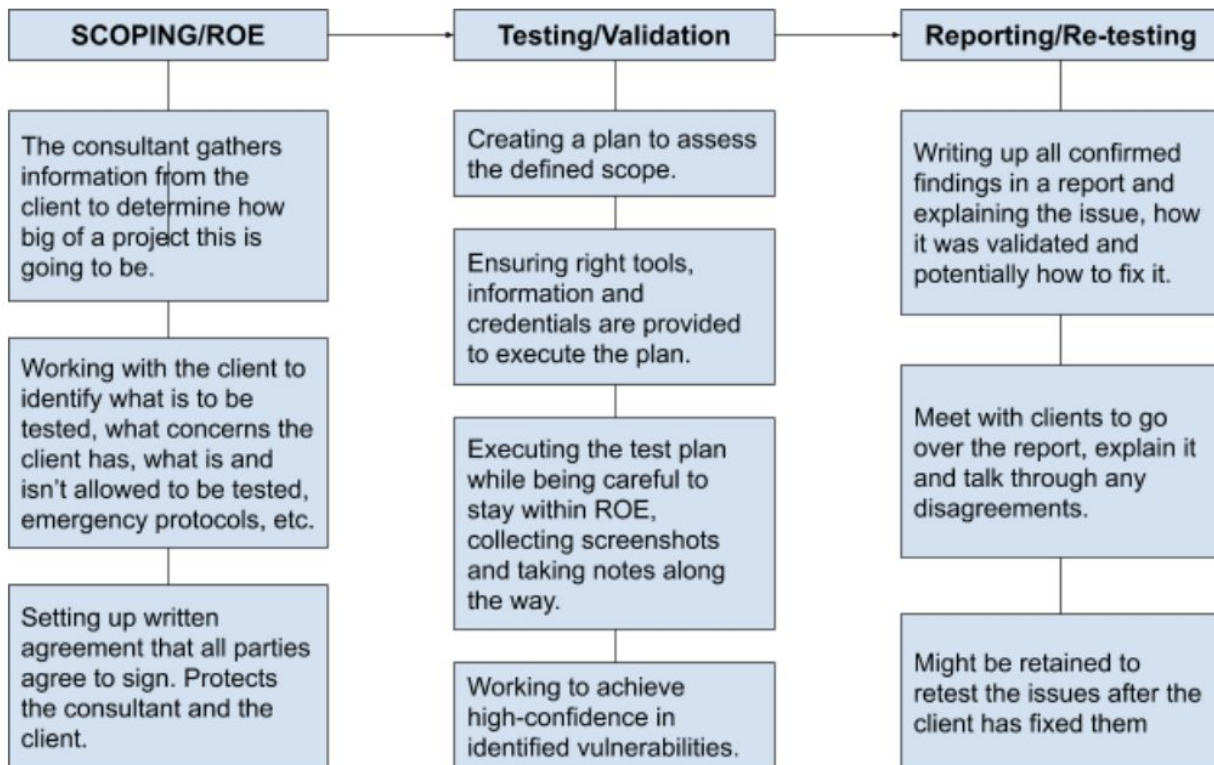 SCOPING/ROE
Testing/Validation
Reporting/Re-testing
The consultant gathers
information from the
client to determine how
big of a project this is
going to be.
Working with the client to
identify what is to be
tested, what concerns the
client has, what is and
isn't allowed to be tested,
emergency protocols, etc.
Setting up written
agreement that all parties
agree to sign. Protects
the consultant and the
client.
Creating a plan to assess
the defined scope.
Ensuring right tools,
information and
credentials are provided
to execute the plan.
Executing the test plan
while being careful to
stay within ROE,
collecting screenshots
and taking notes along
the way.
Working to achieve
high-confidence in
identified vulnerabilities.
Writing up all confirmed
findings in a report and
explaining the issue, how
it was validated and
potentially how to fix it.
Meet with clients to go
over the report, explain it
and talk through any
disagreements.
Might be retained to
retest the issues after the
client has fixed them